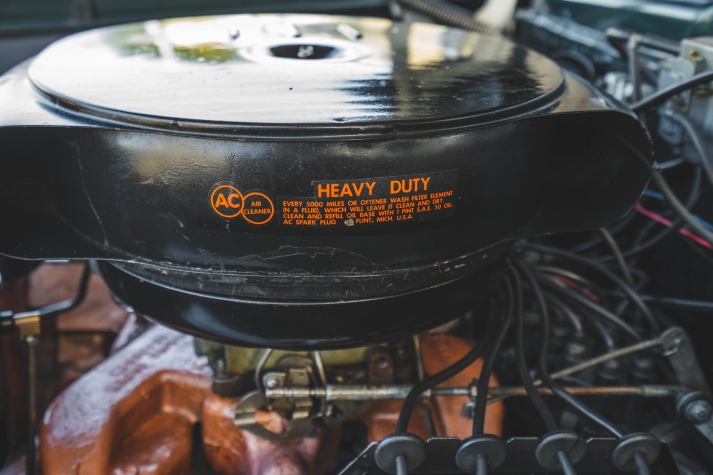 HEAVY DUTY
AC
AIR
CLEANER
EVERY 5000 MILES OR OFTENER WASH FILTER ELEMENT
IN A FLUID, WHICH WILL LEAVE IT CLEAN AND DRY.
CLEAN AND REFILL OIL BASE WITH 1 PINT S.A.E. 50 OIL.
AC SPARK PLUG FLINT, MICH. U.S.A.